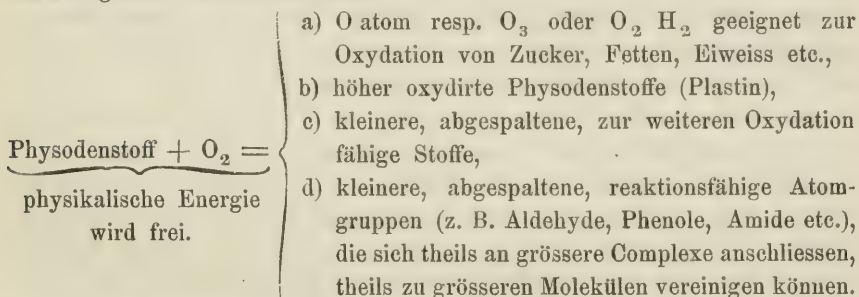 Physodenstoff + O₂ =
physikalische Energie
wird frei.
a) O atom resp. O₃ oder O₂ H₂ geeignet zur
Oxydation von Zucker, Fetten, Eiweiss etc.,
b) höher oxydirte Physodenstoffe (Plastin),
c) kleinere, abgespaltene, zur weiteren Oxydation
fähige Stoffe,
d) kleinere, abgespaltene, reaktionsfähige Atom-
gruppen (z. B. Aldehyde, Phenole, Amide etc.),
die sich theils an grössere Complexe anschliessen,
theils zu grösseren Molekülen vereinigen können.